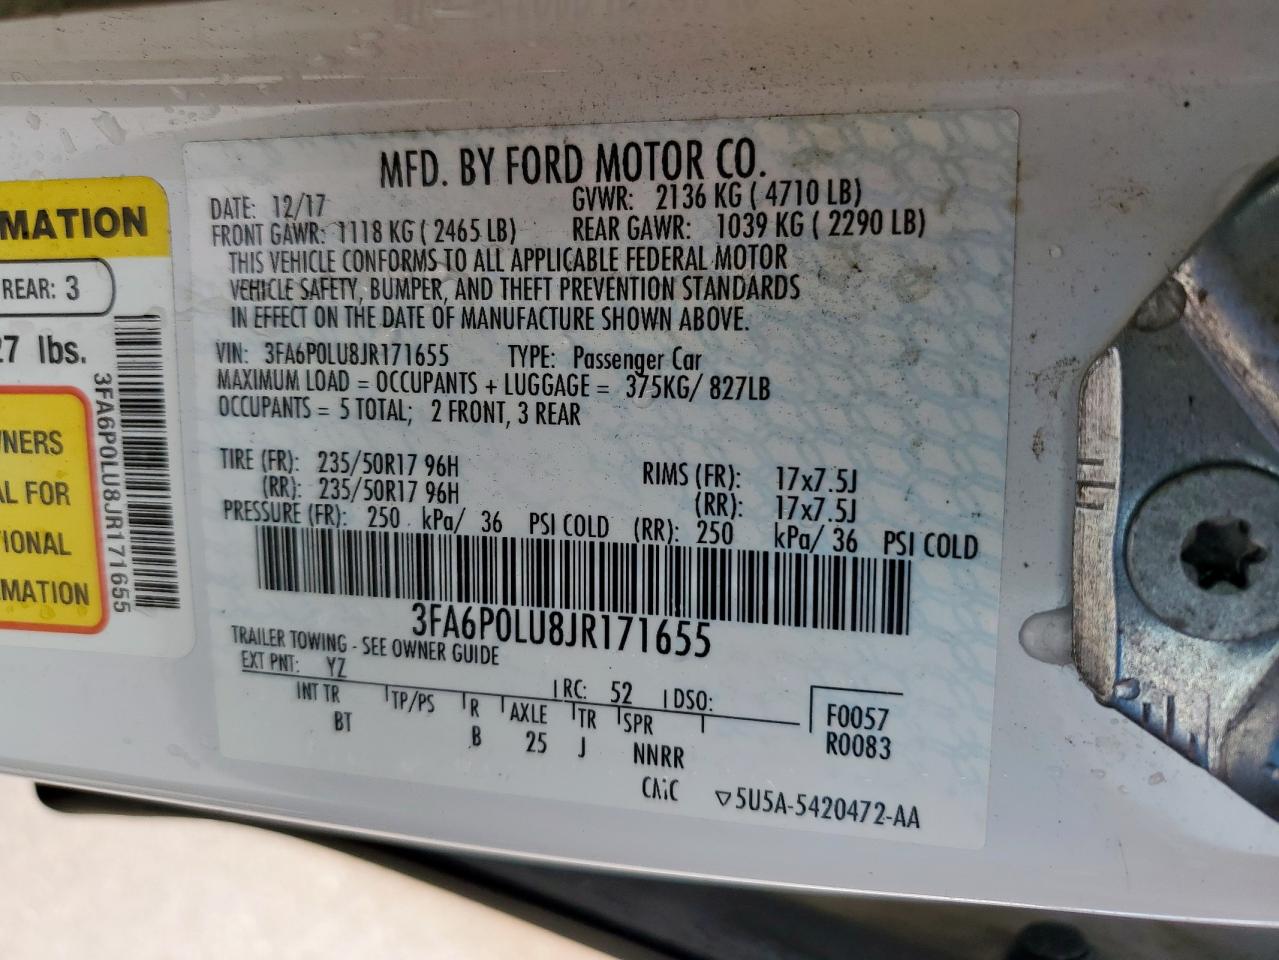 MFD. BY FORD MOTOR CO.
DATE: 12/17 GVWR: 2136 KG ( 4710 LB)
FRONT GAWR: 1118 KG ( 2465 LB) REAR GAWR: 1039 KG ( 2290 LB)
THIS VEHICLE CONFORMS TO ALL APPLICABLE FEDERAL MOTOR
VEHICLE SAFETY, BUMPER, AND THEFT PREVENTION STANDARDS
IN EFFECT ON THE DATE OF MANUFACTURE SHOWN ABOVE.
VIN: 3FA6P0LU8JR171655 TYPE: Passenger Car
MAXIMUM LOAD = OCCUPANTS + LUGGAGE = 375KG/ 827LB
OCCUPANTS = 5 TOTAL; 2 FRONT, 3 REAR
TIRE (FR): 235/50R17 96H RIMS (FR): 17x7.5J
(RR): 235/50R17 96H (RR): 17x7.5J
PRESSURE (FR): 250 kPa/ 36 PSI COLD (RR): 250 kPa/ 36 PSI COLD
3FA6P0LU8JR171655
TRAILER TOWING - SEE OWNER GUIDE
EXT PNT: YZ RC: 52 DSO:
INT TR TP/PS R AXLE TR SPR F0057
BT B 25 J NNRR R0083
5U5A-5420472-AA
MATION
REAR: 3
27 lbs.
3FA6P0LU8JR171655
WNERS
AL FOR
TIONAL
MATION